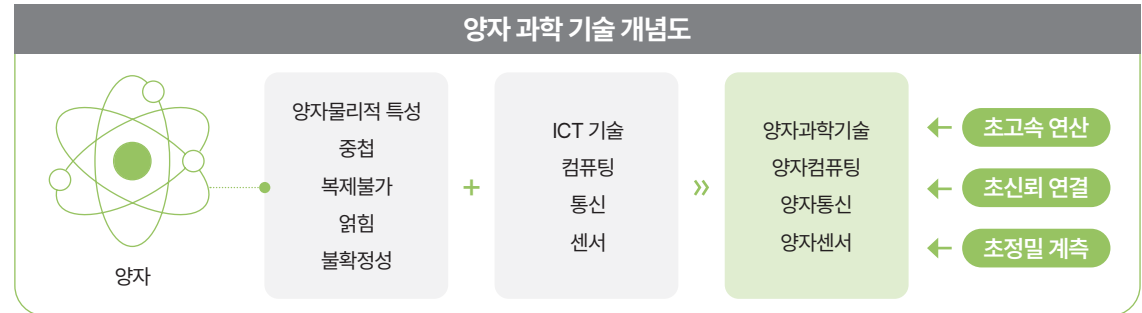 양자 과학 기술 개념도
양자
양자물리적 특성
중첩
복제불가
얽힘
불확정성
+
ICT 기술
컴퓨팅
통신
센서
»
양자과학기술
양자컴퓨팅
양자통신
양자센서
초고속 연산
초신뢰 연결
초정밀 계측